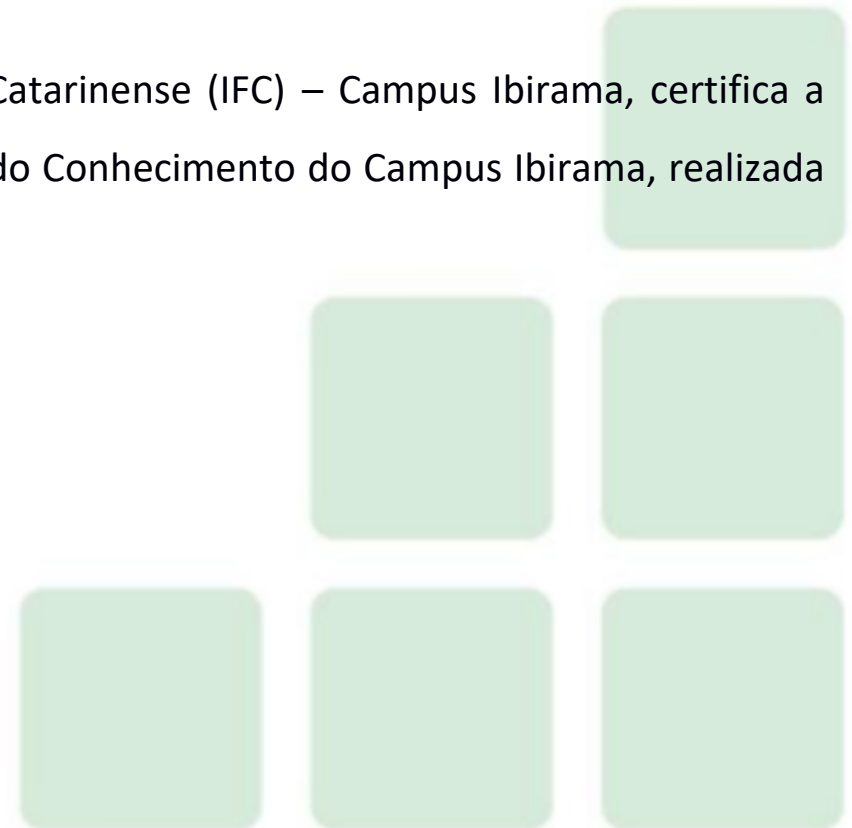 Catarinense (IFC) – Campus Ibirama, certifica a
do Conhecimento do Campus Ibirama, realizada